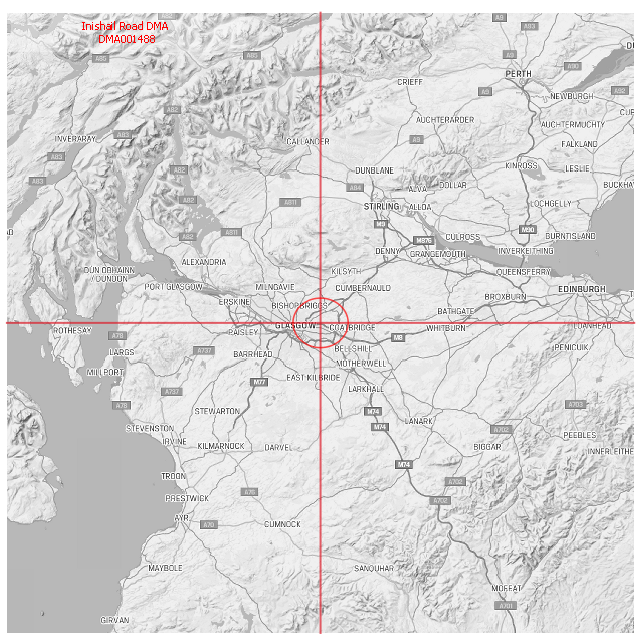 Inishail Road DMA
DMA001488
A9
A93
A85
A85
A9
A90
PERTH
CRIEFF
A9
NEWBURGH
A92
A82
AUCHTERARDER
AUCHTERMUCHTY
INVERARAY
A83
A9
CALLANDER
FALKLAND
A83
KINROSS
LESLIE
A82
DUNBLANE
A83
A84
ALVA
DOLLAR
BUCKHA
A82
A811
STIRLING
ALLOA
LOCHGELLY
M9
A82
A811
M876
CULROSS
M90
BURNTISLAND
DENNY
GRANGEMOUTH
INVERKEITHING
ALEXANDRIA
DUN OBHAINN
/ DUNOON
KILSYTH
QUEENSFERRY
PORT GLASGOW
MILNGAVIE
CUMBERNAULD
EDINBURGH
ERSKINE
BISHOPBRIGGS
BROXBURN
BATHGATE
ROTHESAY
PAISLEY
GLASGOW
COATBRIDGE
WHITBURN
LOANHEAD
A78
M8
LARGS
A737
BARRHEAD
BELLSHILL
PENICUIK
MOTHERWELL
MILLPORT
EAST KILBRIDE
M77
A737
LARKHALL
A78
STEWARTON
M74
A703
STEVENSTON
M74
LANARK
A702
PEEBLES
IRVINE
KILMARNOCK
DARVEL
BIGGAR
INNERLEITHE
M74
TROON
A702
PRESTWICK
A76
A702
AYR
A70
CUMNOCK
MAYBOLE
SANQUHAR
MOFFAT
A701
GIRVAN